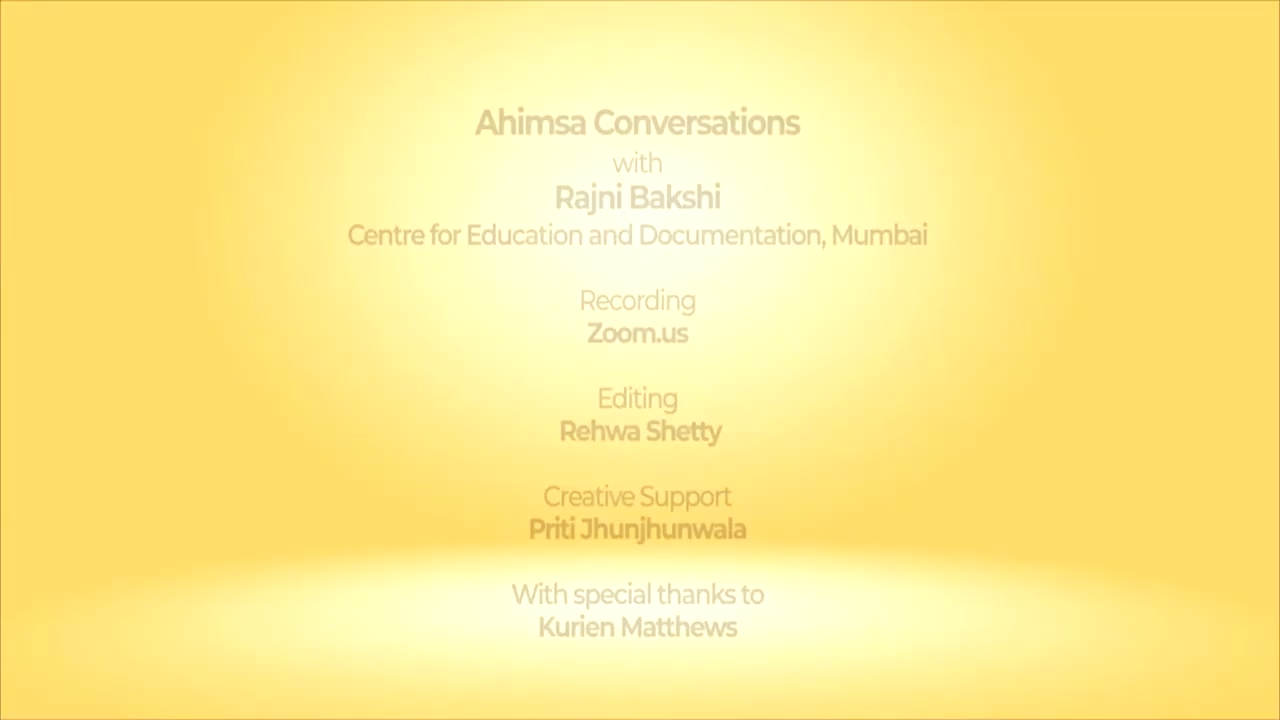 Ahimsa Conversations
with
Rajni Bakshi
Centre for Education and Documentation, Mumbai
Recording
Zoom.us
Editing
Rehwa Shetty
Creative Support
Priti Jhunjhunwala
With special thanks to
Kurien Matthews